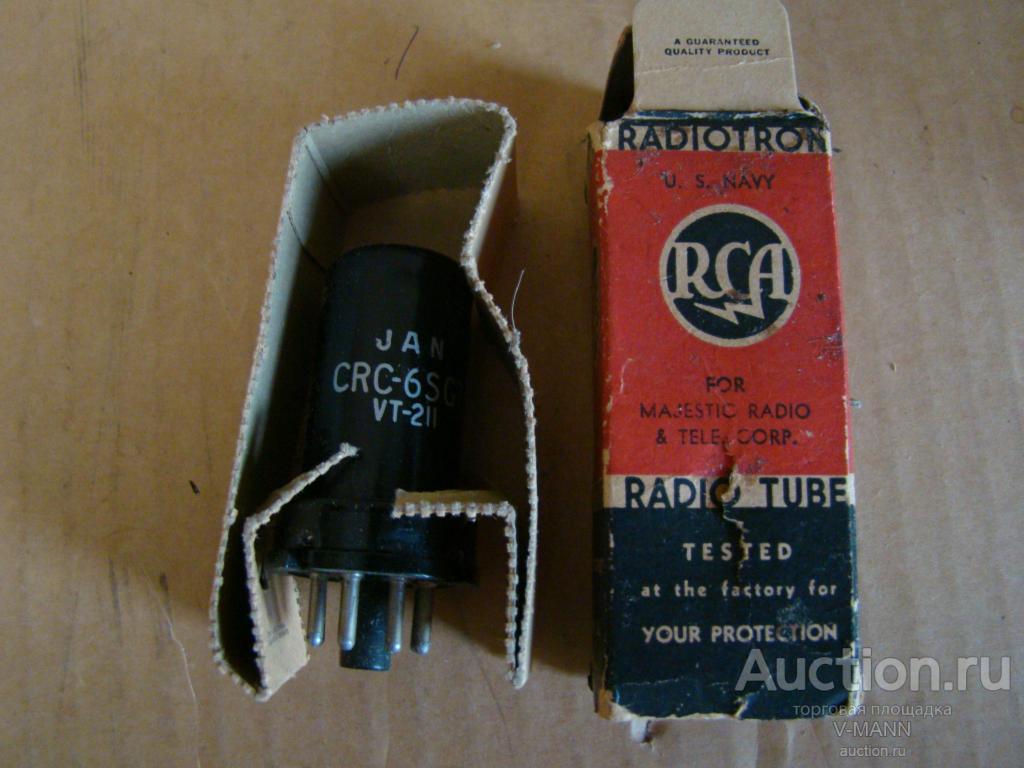 JAN
CRC-6SG
VT-211
A GUARANTEED
QUALITY PRODUCT
RADIOTRON
U. S. NAVY
RCA
FOR
MAJESTIC RADIO
& TELE. CORP.
RADIO TUBE
TESTED
at the factory for
YOUR PROTECTION
Auction.ru
торговая площадка
V-MANN
auction.ru